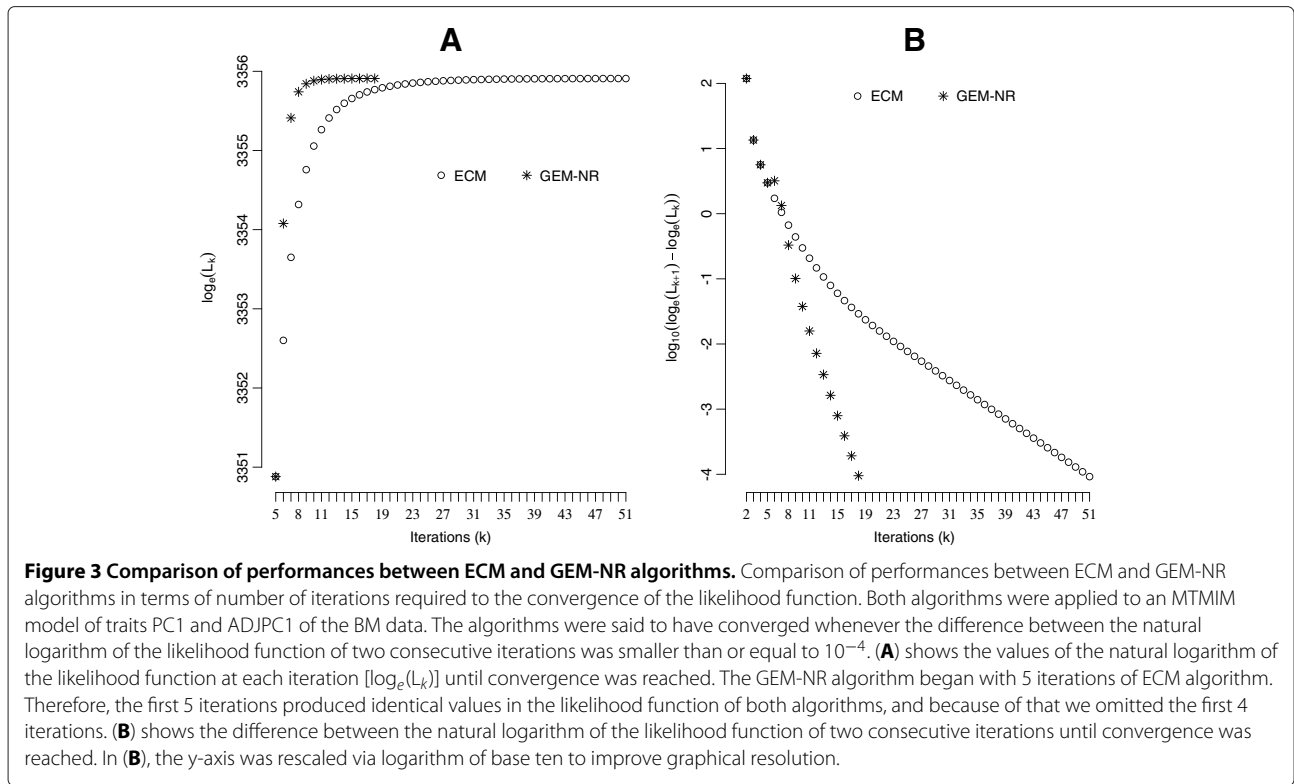 A
B
3356
3355
3354
3353
3352
3351
log_e(L_k)
ECM
GEM-NR
5 8 11 15 19 23 27 31 35 39 43 47 51
Iterations (k)
2
1
0
-1
-2
-3
-4
log_10(log_e(L_k+1) − log_e(L_k))
ECM
GEM-NR
2 5 8 11 15 19 23 27 31 35 39 43 47 51
Iterations (k)
Figure 3 Comparison of performances between ECM and GEM-NR algorithms. Comparison of performances between ECM and GEM-NR
algorithms in terms of number of iterations required to the convergence of the likelihood function. Both algorithms were applied to an MTMIM
model of traits PC1 and ADJPC1 of the BM data. The algorithms were said to have converged whenever the difference between the natural
logarithm of the likelihood function of two consecutive iterations was smaller than or equal to 10⁻⁴. (A) shows the values of the natural logarithm of
the likelihood function at each iteration [log_e(L_k)] until convergence was reached. The GEM-NR algorithm began with 5 iterations of ECM algorithm.
Therefore, the first 5 iterations produced identical values in the likelihood function of both algorithms, and because of that we omitted the first 4
iterations. (B) shows the difference between the natural logarithm of the likelihood function of two consecutive iterations until convergence was
reached. In (B), the y-axis was rescaled via logarithm of base ten to improve graphical resolution.